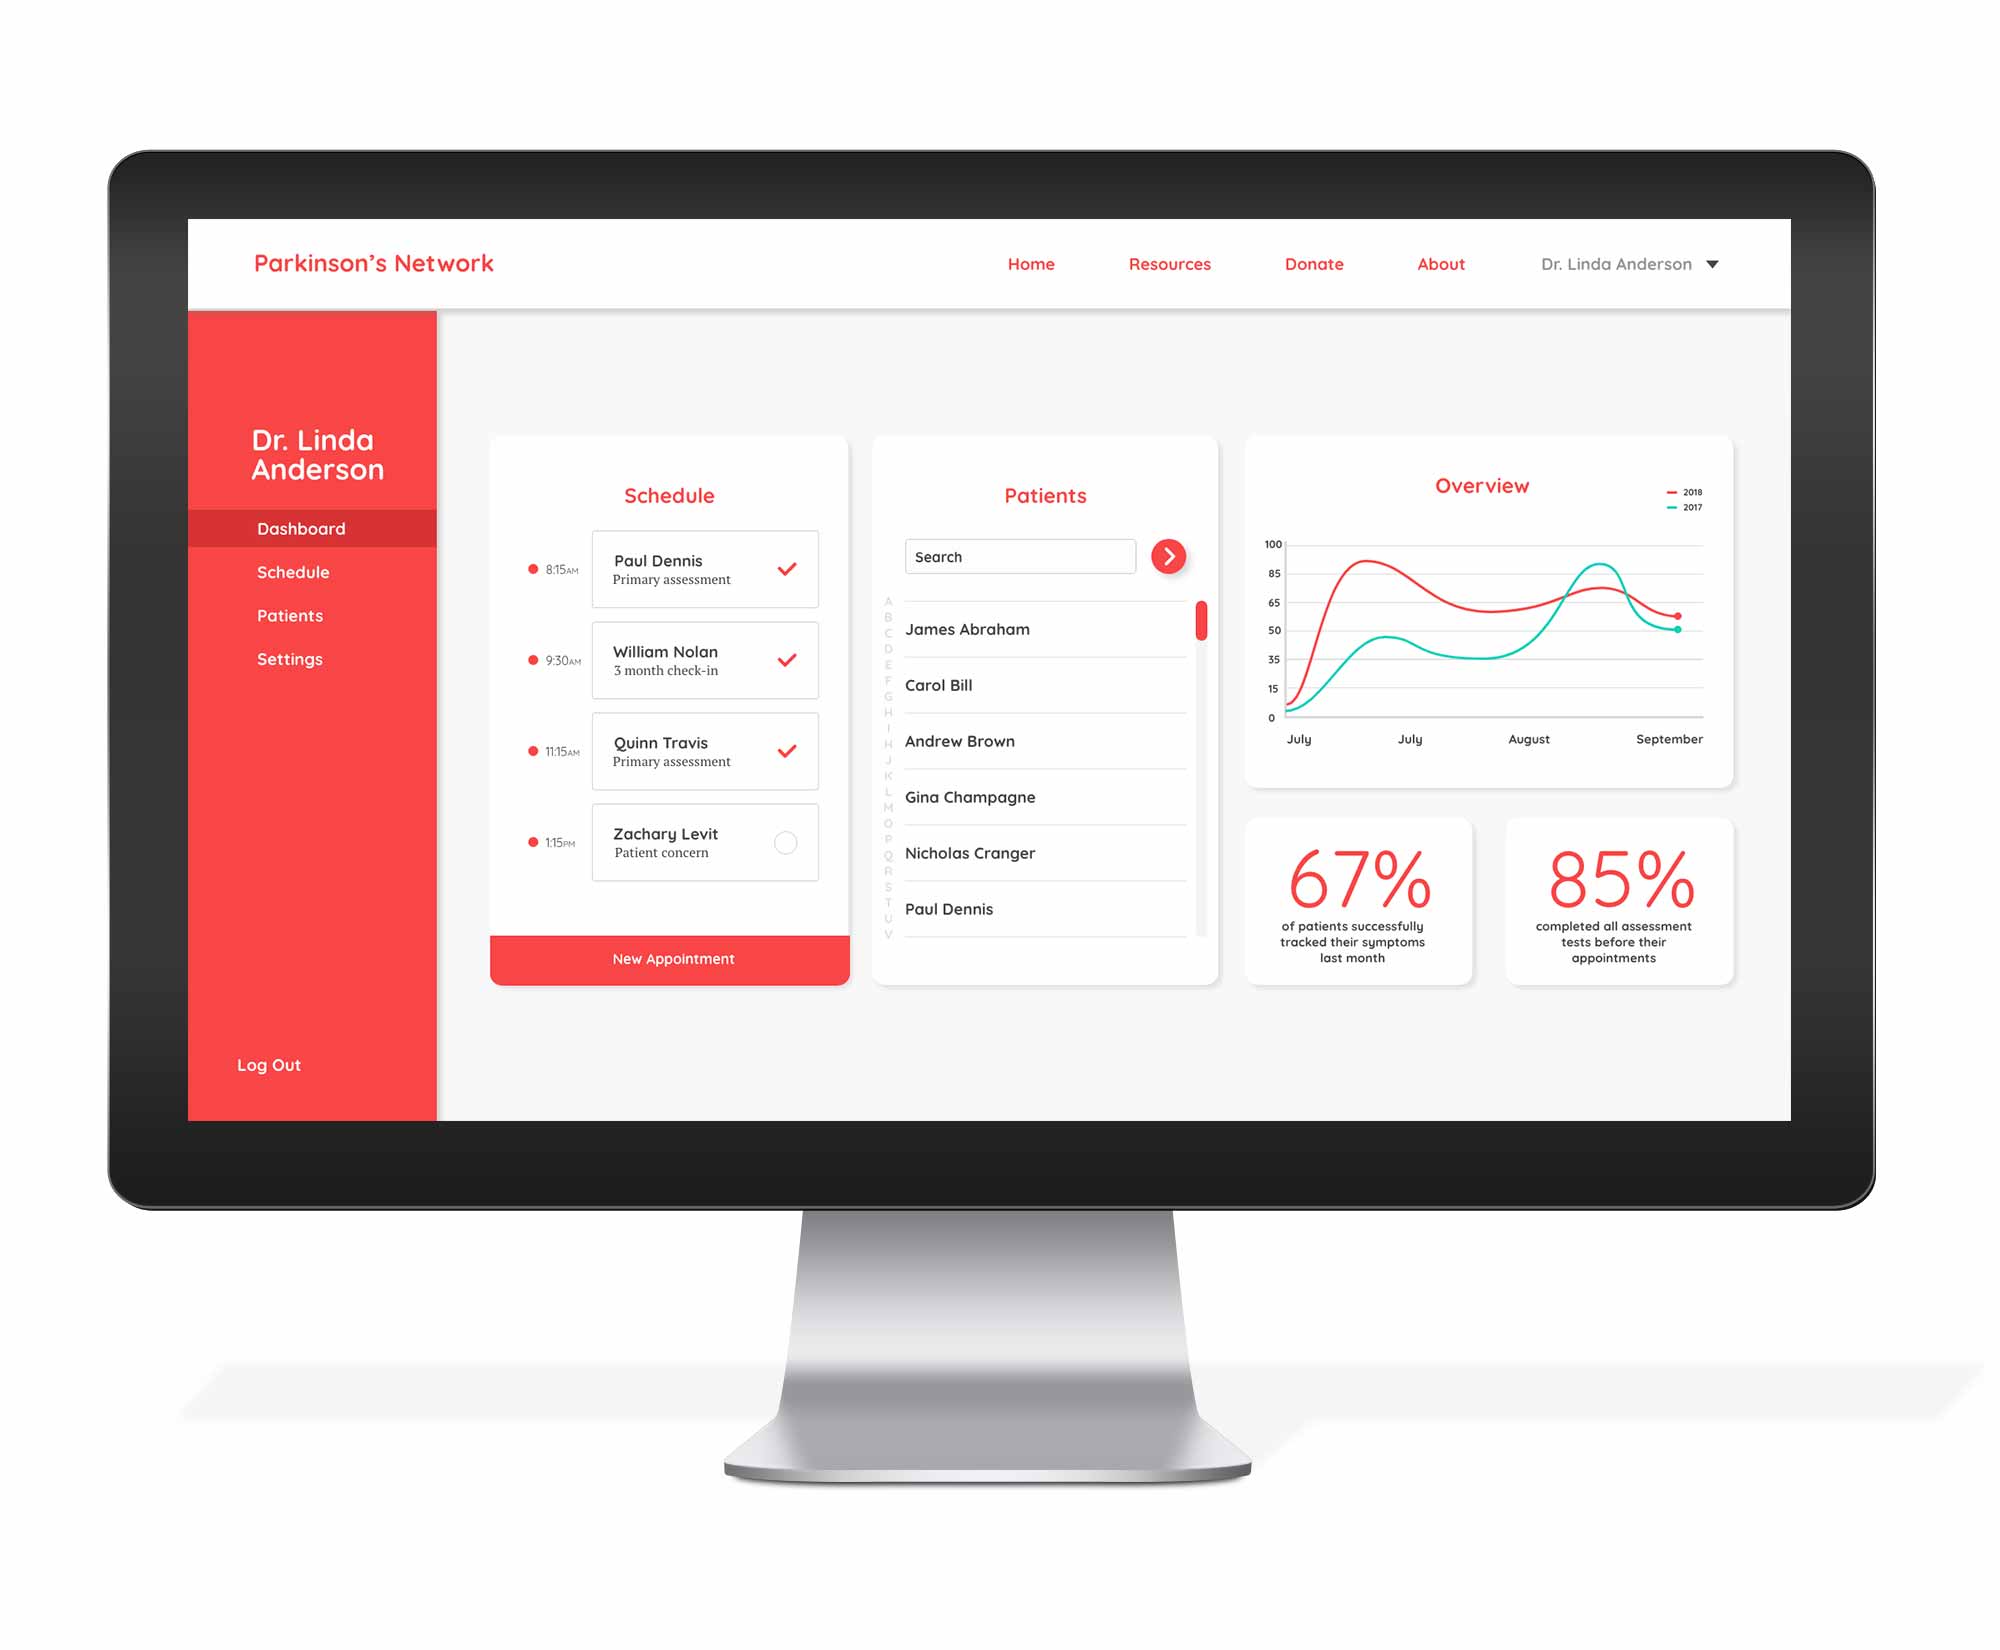 Parkinson's Network
Home
Resources
Donate
About
Dr. Linda Anderson
Dr. Linda
Anderson
Dashboard
Schedule
Patients
Settings
Log Out
Schedule
8:15AM
Paul Dennis
Primary assessment
9:30AM
William Nolan
3 month check-in
11:15AM
Quinn Travis
Primary assessment
1:15PM
Zachary Levit
Patient concern
New Appointment
Patients
Search
A
B
C
D
E
F
G
H
I
H
J
K
L
M
O
P
Q
R
S
T
U
V
James Abraham
Carol Bill
Andrew Brown
Gina Champagne
Nicholas Cranger
Paul Dennis
Overview
2018
2017
100
85
65
50
35
15
0
July
July
August
September
67%
of patients successfully
tracked their symptoms
last month
85%
completed all assessment
tests before their
appointments